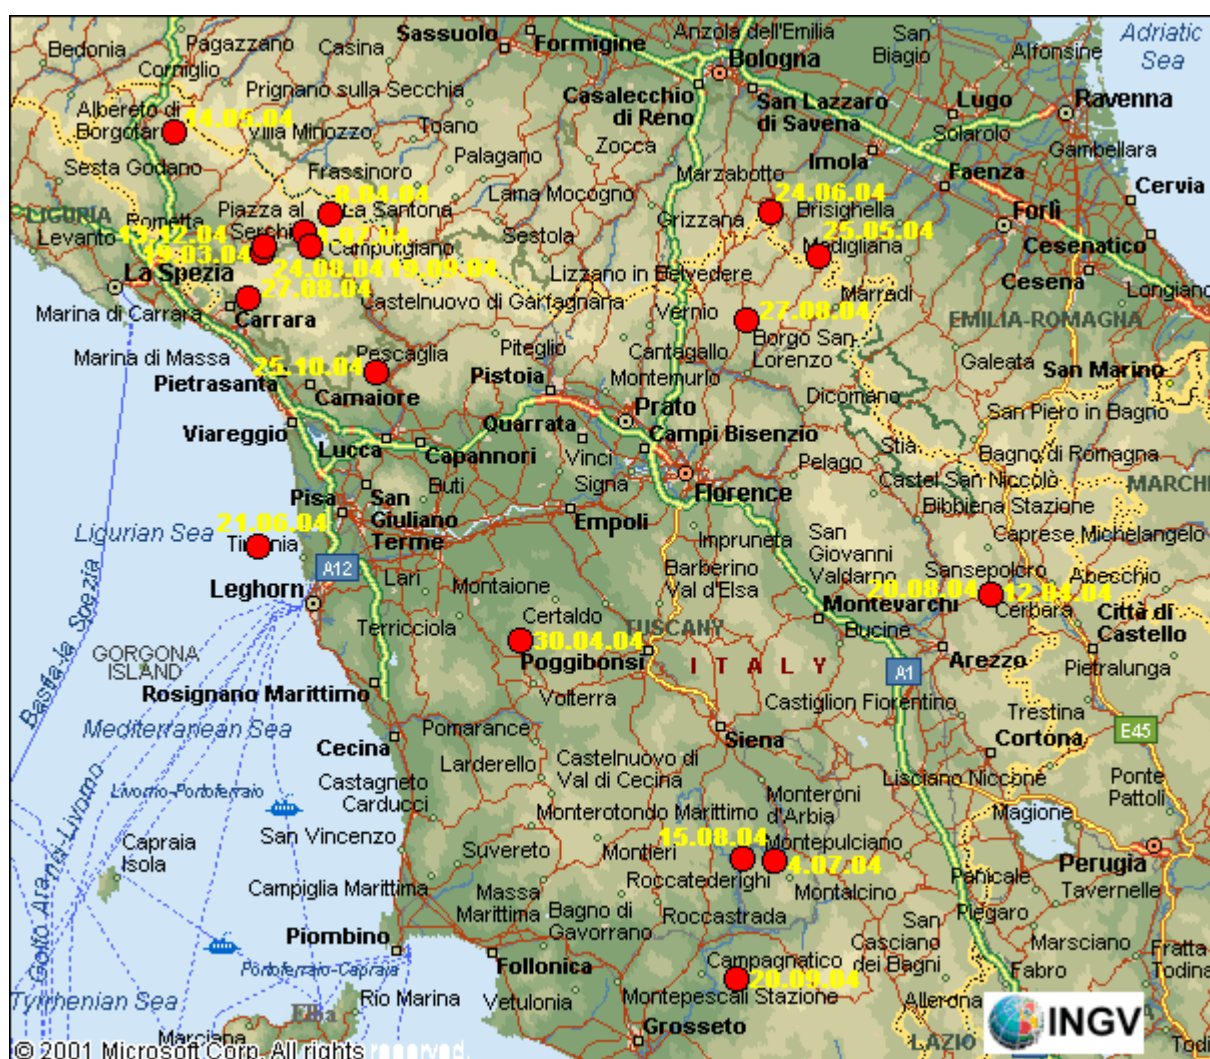 Bedonia
Pagazzano
Casina
Sassuolo
Formigine
Anzola dell'Emilia
San
Biagio
Alfonsine
Adriatic
Sea
Corniglio
Prignano sulla Secchia
Bologna
Casalecchio
di Reno
San Lazzaro
di Savena
Lugo
Ravenna
Albereto di
Borgotar
14.05.04
Villa Minozzo
Toano
Zocca
Solarolo
Gambellara
Sesta Godano
Frassinoro
Palagano
Marzabotto
Imola
Faenza
Cervia
Lama Mocogno
8.04.04
24.06.04
LIGURIA
Rometta
Piazza al
Serchio
La Santona
Grizzana
Brisighella
Forlì
Levanto
13.12.04
1.07.04
Sestola
25.05.04
Modigliana
Cesenatico
19.03.04
Camporgiano
La Spezia
24.08.04
19.09.04
Lizzano in Belvedere
Cesena
27.08.04
Marradi
Longiano
Marina di Carrara
Carrara
Castelnuovo di Garfagnana
Vernio
27.08.04
EMILIA-ROMAGNA
Marina di Massa
Pescaglia
Piteglio
Cantagallo
Borgo San
Lorenzo
Galeata
25.10.04
Pietrasanta
Camaiore
Pistoia
Montemurlo
San Marino
Dicomano
Prato
San Piero in Bagno
Viareggio
Quarrata
Campi Bisenzio
Lucca
Capannori
Vinci
Stia
Bagno di Romagna
Pelago
Signa
Buti
Castel San Niccolò
MARCHE
Pisa
San
Giuliano
Terme
Florence
Bibbiena Stazione
Empoli
21.06.04
Ligurian Sea
Tirrenia
Impruneta
San
Giovanni
Valdarno
Caprese Michelangelo
A12
Lari
Montaione
Barberino
Val d'Elsa
Sansepolcro
Abecchio
Leghorn
20.08.04
12.04.04
Cerbara
Certaldo
Montevarchi
Città di
Castello
Terricciola
30.04.04
TUSCANY
Bucine
Bastia-la Spezia
GORGONA
ISLAND
Poggibonsi
ITALY
A1
Arezzo
Pietralunga
Rosignano Marittimo
Volterra
Castiglion Fiorentino
Trestina
Mediterranean Sea
Pomarance
Siena
E45
Cecina
Larderello
Castelnuovo di
Val di Cecina
Cortona
Livorno-Portoferraio
Castagneto
Carducci
Lisciano Niccone
Ponte
Pattoli
Monteroni
d'Arbia
Monterotondo Marittimo
Magione
Capraia
Isola
San Vincenzo
15.08.04
Montepulciano
Suvereto
Montieri
4.07.04
Perugia
Campiglia Marittima
Massa
Marittima
Roccatederighi
Montalcino
Panicale
Tavernelle
Bagno di
Gavorrano
Roccastrada
San
Casciano
dei Bagni
Piegaro
Piombino
Marsciano
Portoferraio-Capraia
Follonica
Campagnatico
20.09.04
Fabro
Fratta
Todina
Tyrrhenian Sea
Rio Marina
Vetulonia
Montepescali Stazione
Allerona
Elba
Grosseto
INGV
Marciana
LAZIO
Todi
© 2001 Microsoft Corp. All rights reserved.